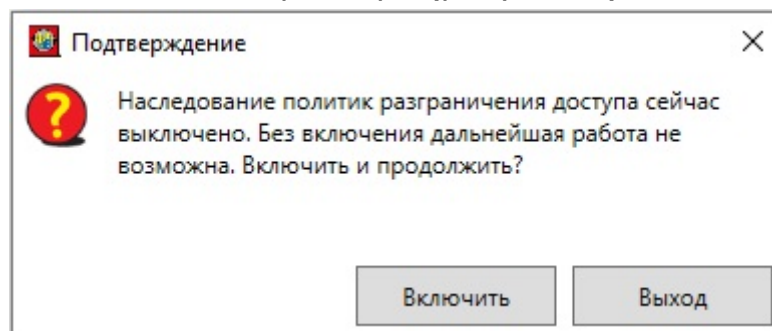 Подтверждение
Наследование политик разграничения доступа сейчас
выключено. Без включения дальнейшая работа не
возможна. Включить и продолжить?
Включить
Выход